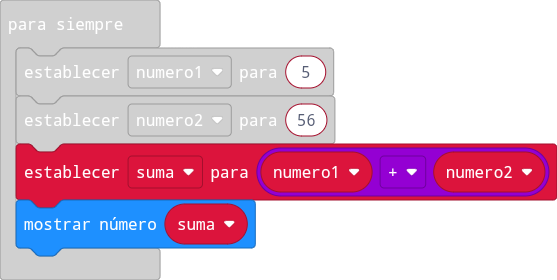 para siempre
establecer numero1 para 5
establecer numero2 para 56
establecer suma para numero1 + numero2
mostrar número suma